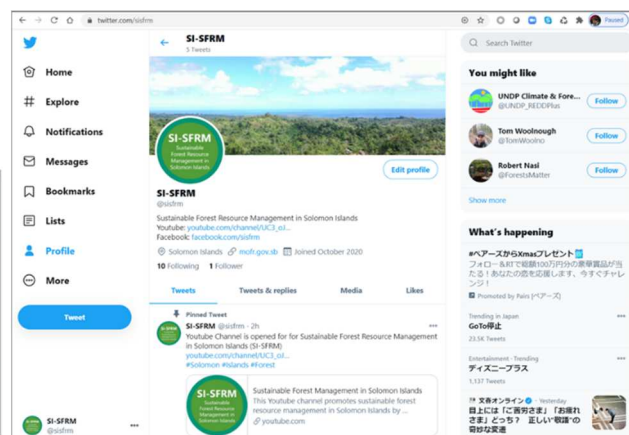 twitter.com/sisfrm
Paused
Home
Explore
Notifications
Messages
Bookmarks
Lists
Profile
More
Tweet
SI-SFRM
@sisfrm
SI-SFRM
5 Tweets
SI-SFRM
Sustainable
Forest Resource
Management in
Solomon Islands
Edit profile
SI-SFRM
@sisfrm
Sustainable Forest Resource Management in Solomon Islands
Youtube: youtube.com/channel/UC3_oJ...
Facebook: facebook.com/sisfrm
Solomon Islands mofr.gov.sb Joined October 2020
10 Following 1 Follower
Tweets Tweets & replies Media Likes
Pinned Tweet
SI-SFRM @sisfrm · 2h
Youtube Channel is opened for for Sustainable Forest Resource Management
in Solomon Islands (SI-SFRM)
youtube.com/channel/UC3_oJ...
#Solomon #Islands #Forest
SI-SFRM
Sustainable
Forest Resource
Management in
Solomon Islands
Sustainable Forest Management in Solomon Islands
This Youtube channel promotes sustainable forest
resource management in Solomon Islands by ...
youtube.com
Search Twitter
You might like
UNDP Climate & Fore...
@UNDP_REDDPlus
Follow
Tom Woolnough
@TomWoolno
Follow
Robert Nasi
@ForestsMatter
Follow
Show more
What's happening
#ペアーズからXmasプレゼント
フォロー&RTで総額100万円分の豪華賞品が当
たる!あなたの恋を応援します、今すぐチャレ
ンジ!
Promoted by Pairs (ペアーズ)
Trending in Japan
GoTo停止
23.5K Tweets
Entertainment · Trending
ディズニープラス
1,137 Tweets
文春オンライン · Yesterday
目上には「ご苦労さま」「お疲れ
さま」どっち? 正しい“敬語”の
奇妙な変遷